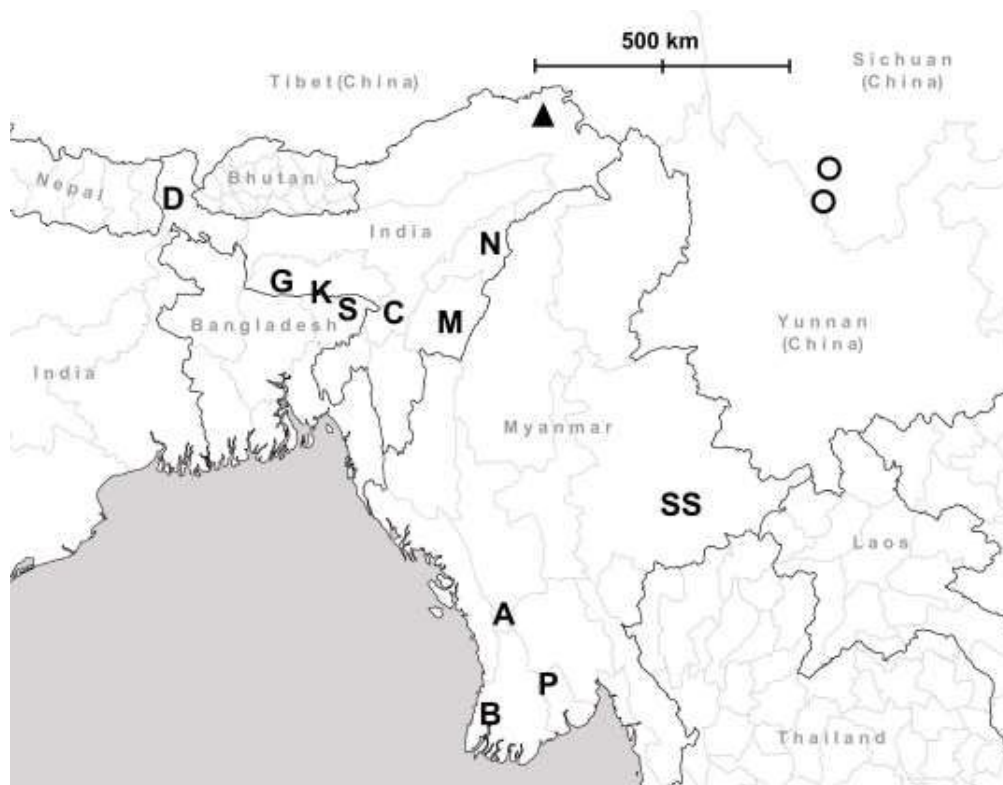 500 km
Sichuan
(China)
Tibet (China)
Nepal
D
Bhutan
India
N
G
K
S
C
M
Bangladesh
Yunnan
(China)
India
Myanmar
SS
Laos
A
P
B
Thailand